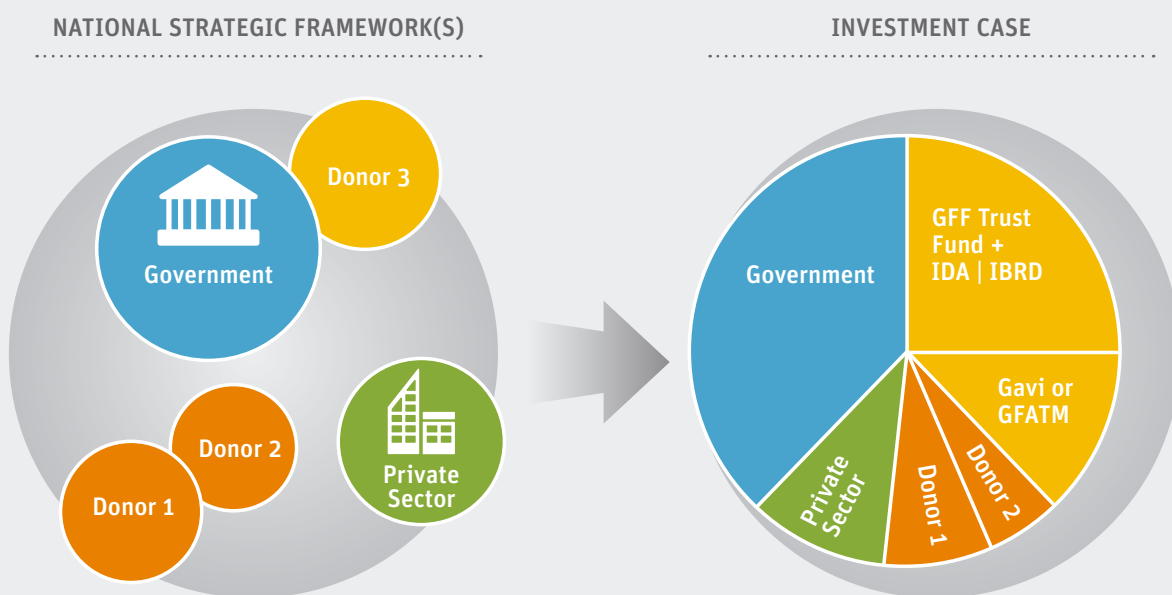 NATIONAL STRATEGIC FRAMEWORK(S)
INVESTMENT CASE
Donor 3
Government
Donor 2
Donor 1
Private
Sector
Government
GFF Trust
Fund +
IDA | IBRD
Gavi or
GFATM
Donor 2
Donor 1
Private
Sector